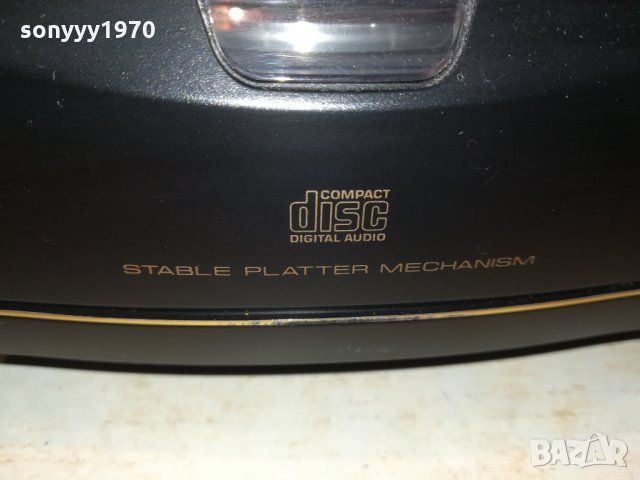 sonyyy1970
COMPACT
disc
DIGITAL AUDIO
STABLE PLATTER MECHANISM
BAZAR